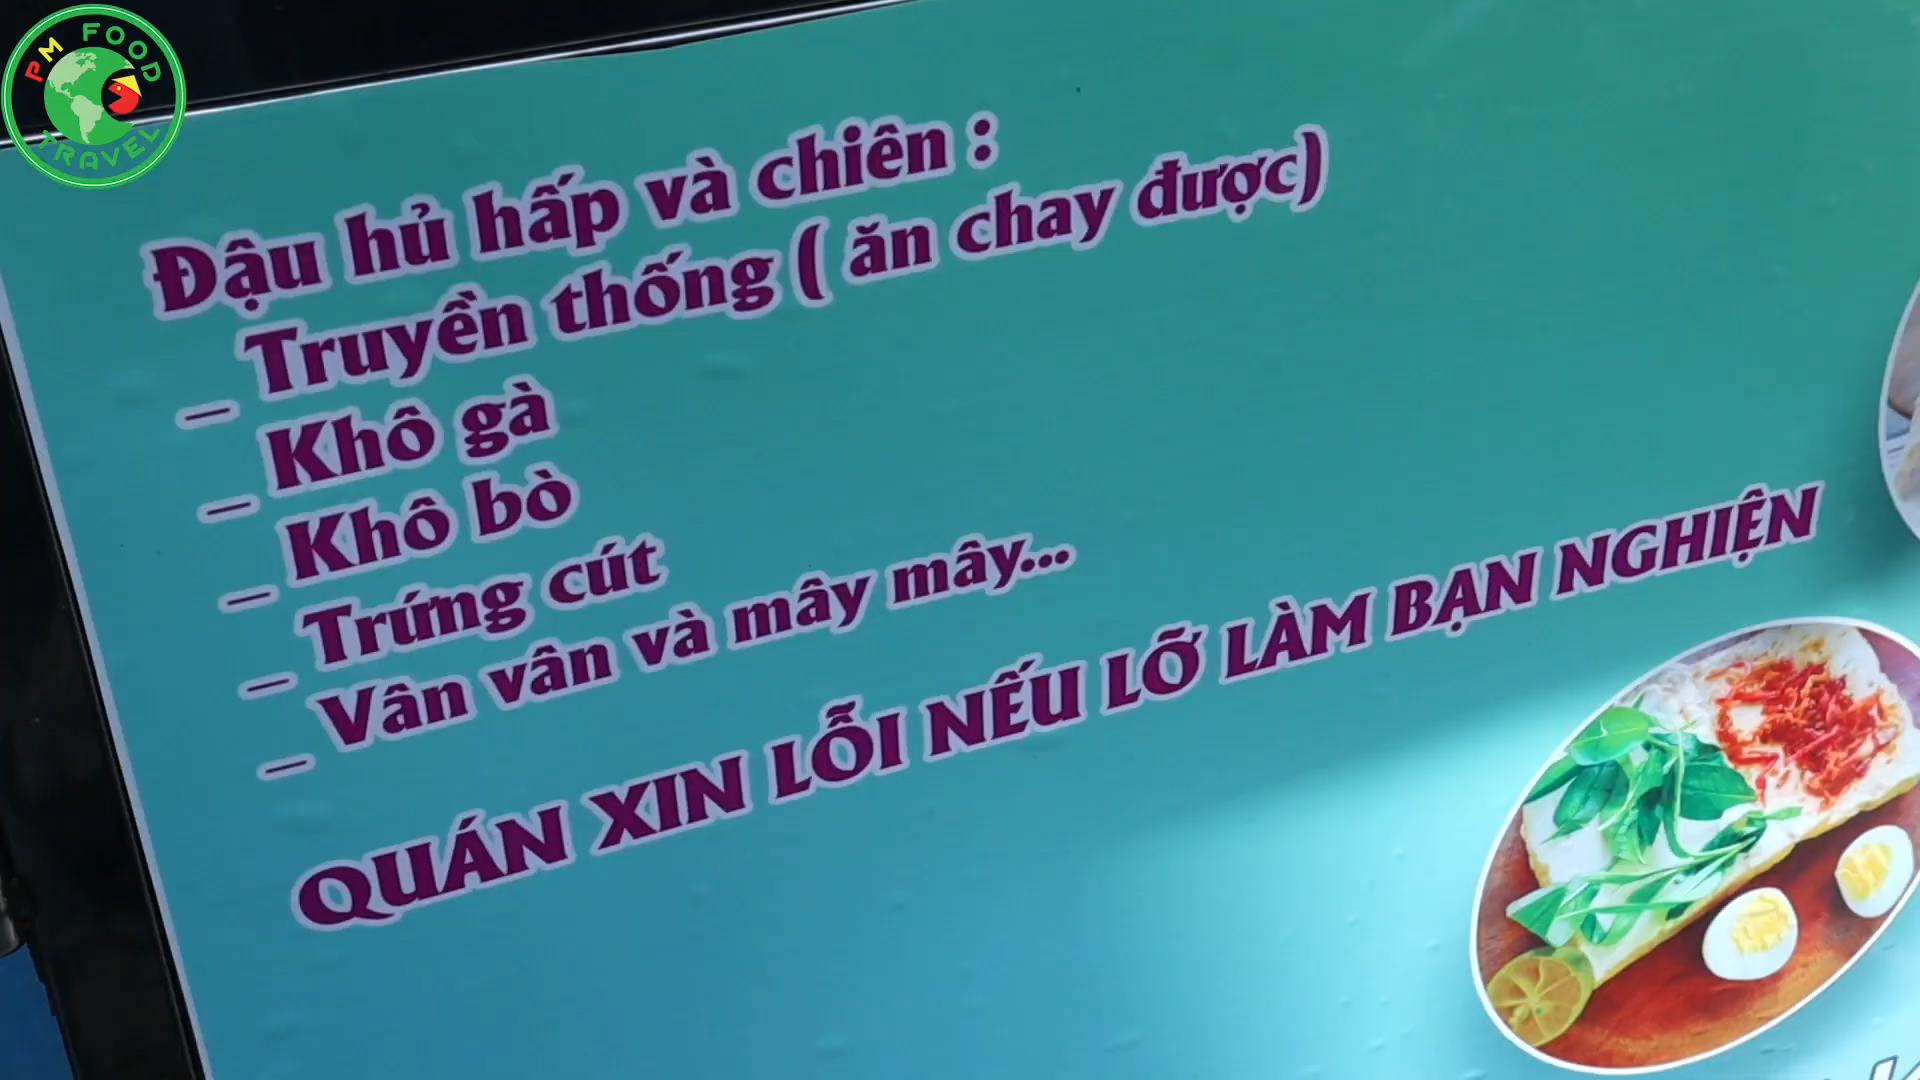 PM FOOD
TRAVEL
Đậu hủ hấp và chiên :
_ Truyền thống ( ăn chay được)
_ Khô gà
_ Khô bò
_ Trứng cút
_ Vân vân và mây mây...
QUÁN XIN LỖI NẾU LỠ LÀM BẠN NGHIỆN